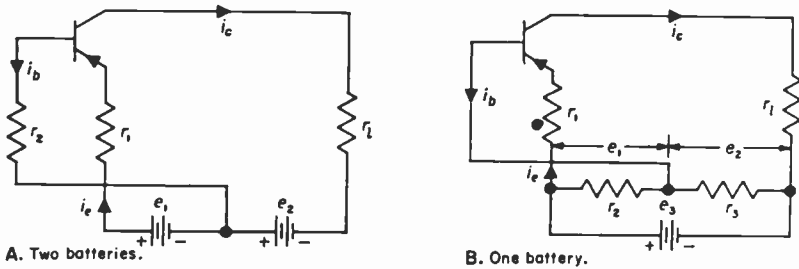 i_c
i_b
r_2
r_1
r_l
i_e
e_1
e_2
+ - + -
A. Two batteries.
i_c
i_b
r_1
r_l
e_1
e_2
i_e
r_2
e_3
r_3
+ -
B. One battery.